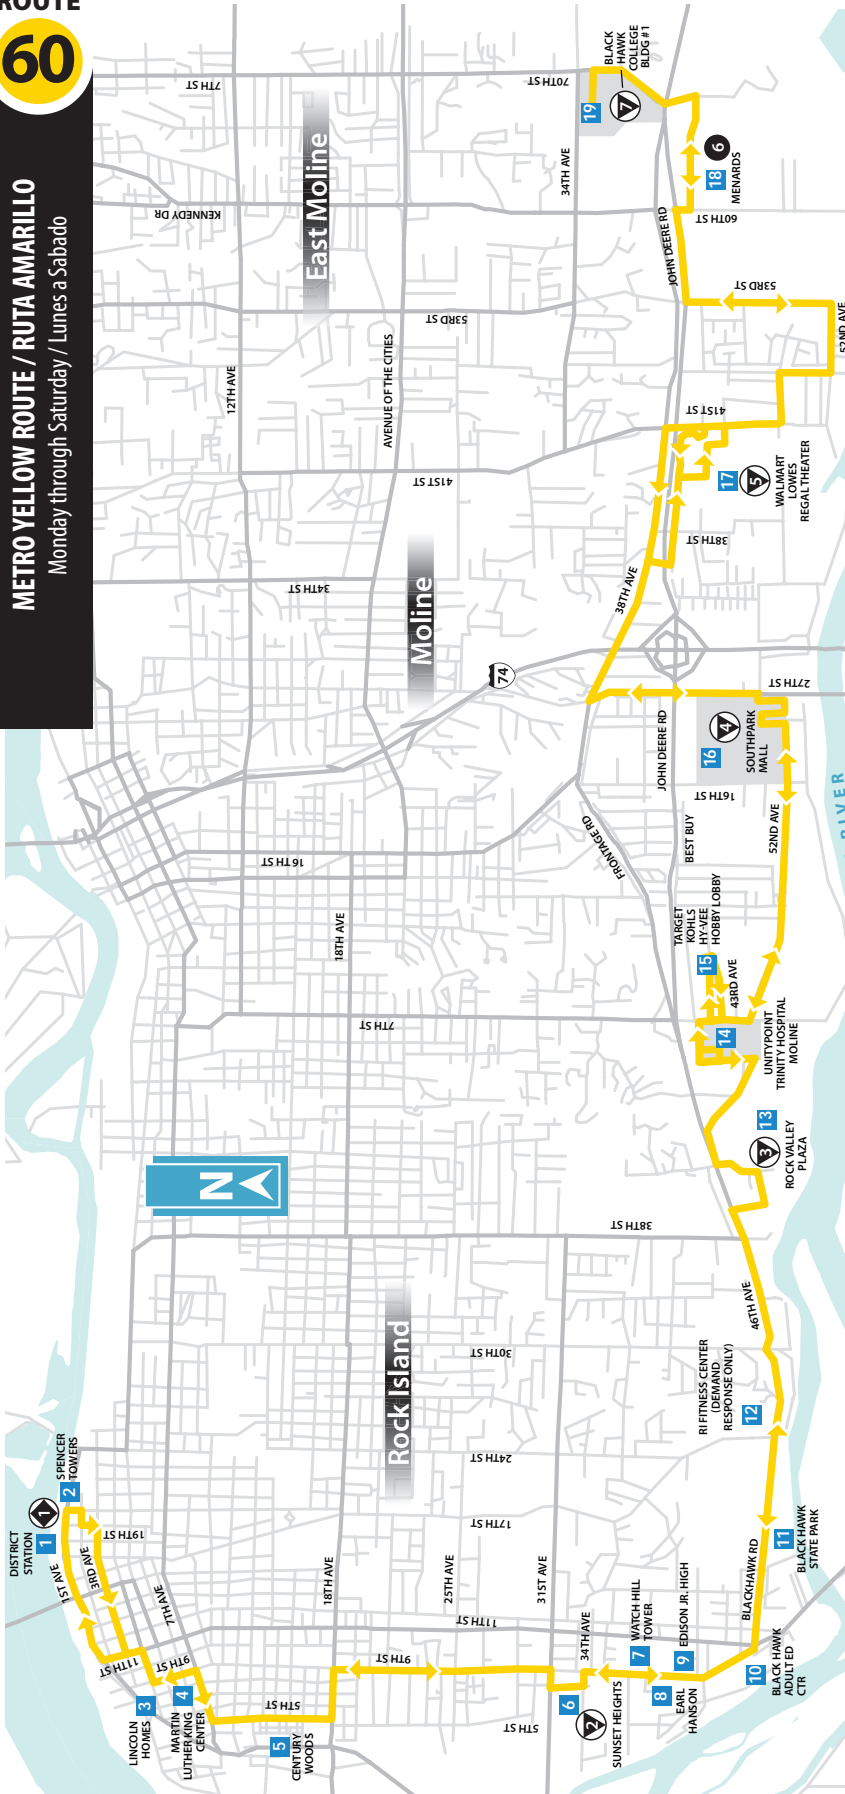 ROUTE
60
METRO YELLOW ROUTE / RUTA AMARILLO
Monday through Saturday / Lunes a Sabado
DISTRICT
STATION
1
1
2
SPENCER
TOWERS
1ST AVE
3RD AVE
19TH ST
7TH AVE
11TH ST
9TH ST
3
LINCOLN
HOMES
4
MARTIN
LUTHER KING
CENTER
5TH ST
5
CENTURY
WOODS
18TH AVE
9TH ST
11TH ST
17TH ST
24TH ST
30TH ST
25TH AVE
31ST AVE
5TH ST
34TH AVE
6
2
SUNSET HEIGHTS
7
WATCH HILL
TOWER
8
EARL
HANSON
9
EDISON JR. HIGH
10
BLACK HAWK
ADULT ED
CTR
BLACKHAWK RD
11
BLACK HAWK
STATE PARK
12
RI FITNESS CENTER
(DEMAND
RESPONSE ONLY)
46TH AVE
38TH ST
Rock Island
N
13
3
ROCK VALLEY
PLAZA
14
UNITYPOINT
TRINITY HOSPITAL
MOLINE
15
TARGET
KOHLS
HY-VEE
HOBBY LOBBY
43RD AVE
7TH ST
18TH AVE
16TH ST
BEST BUY
16TH ST
52ND AVE
FRONTAGE RD
JOHN DEERE RD
16
4
SOUTHPARK
MALL
27TH ST
RIVER
74
Moline
34TH ST
38TH AVE
38TH ST
17
5
WALMART
LOWES
REGAL THEATER
41ST ST
41ST ST
AVENUE OF THE CITIES
12TH AVE
53RD ST
53RD ST
52ND AVE
JOHN DEERE RD
60TH ST
18
6
MENARDS
East Moline
KENNEDY DR
34TH AVE
7TH ST
70TH ST
19
7
BLACK
HAWK
COLLEGE
BLDG #1